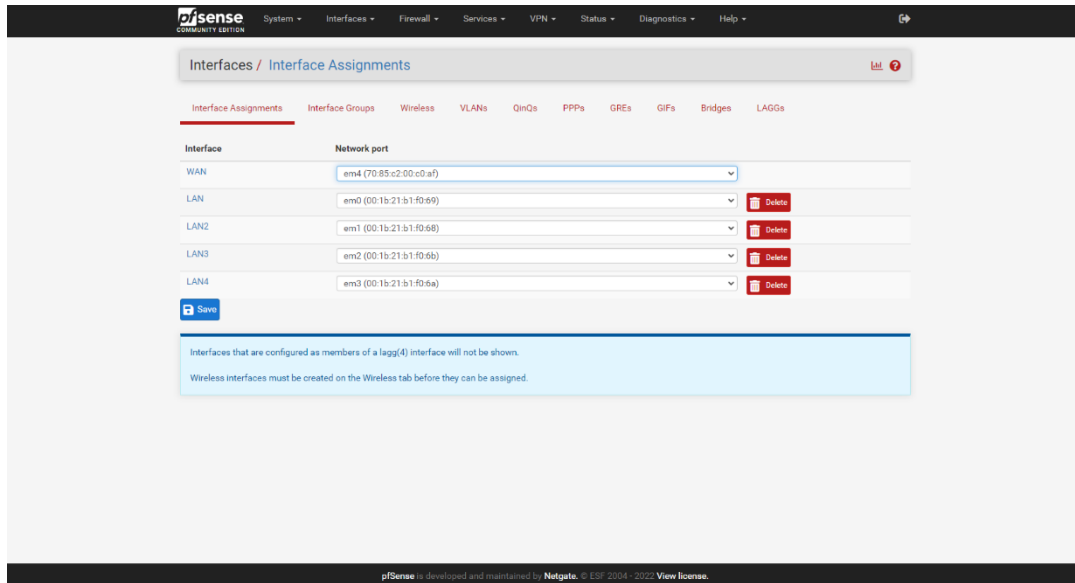 pfsense System Interfaces Firewall Services VPN Status Diagnostics Help
COMMUNITY EDITION
Interfaces / Interface Assignments
Interface Assignments Interface Groups Wireless VLANs QinQs PPPs GREs GIFs Bridges LAGGs
Interface Network port
WAN em4 (70:85:c2:00:c0:af)
LAN em0 (00:1b:21:b1:f0:69) Delete
LAN2 em1 (00:1b:21:b1:f0:68) Delete
LAN3 em2 (00:1b:21:b1:f0:6b) Delete
LAN4 em3 (00:1b:21:b1:f0:6a) Delete
Save
Interfaces that are configured as members of a lagg(4) interface will not be shown.
Wireless interfaces must be created on the Wireless tab before they can be assigned.
pfSense is developed and maintained by Netgate. © ESF 2004 - 2022 View license.